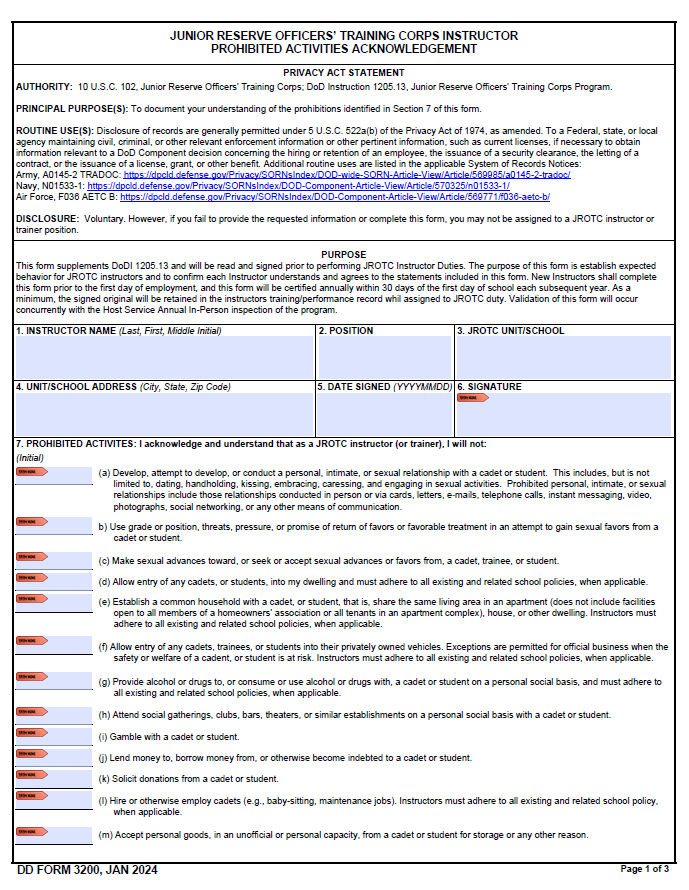 JUNIOR RESERVE OFFICERS' TRAINING CORPS INSTRUCTOR
PROHIBITED ACTIVITIES ACKNOWLEDGEMENT
PRIVACY ACT STATEMENT
AUTHORITY: 10 U.S.C. 102, Junior Reserve Officers' Training Corps; DoD Instruction 1205.13, Junior Reserve Officers' Training Corps Program.
PRINCIPAL PURPOSE(S): To document your understanding of the prohibitions identified in Section 7 of this form.
ROUTINE USE(S): Disclosure of records are generally permitted under 5 U.S.C. 522a(b) of the Privacy Act of 1974, as amended. To a Federal, state, or local
agency maintaining civil, criminal, or other relevant enforcement information or other pertinent information, such as current licenses, if necessary to obtain
information relevant to a DoD Component decision concerning the hiring or retention of an employee, the issuance of a security clearance, the letting of a
contract, or the issuance of a license, grant, or other benefit. Additional routine uses are listed in the applicable System of Records Notices:
Army, A0145-2 TRADOC: https://dpcld.defense.gov/Privacy/SORNsIndex/DOD-wide-SORN-Article-View/Article/569985/a0145-2-tradoc/
Navy, N01533-1: https://dpcld.defense.gov/Privacy/SORNsIndex/DOD-Component-Article-View/Article/570325/n01533-1/
Air Force, F036 AETC B: https://dpcld.defense.gov/Privacy/SORNsIndex/DOD-Component-Article-View/Article/569771/f036-aetc-b/
DISCLOSURE: Voluntary. However, if you fail to provide the requested information or complete this form, you may not be assigned to a JROTC instructor or
trainer position.
PURPOSE
This form supplements DoDI 1205.13 and will be read and signed prior to performing JROTC Instructor Duties. The purpose of this form is establish expected
behavior for JROTC instructors and to confirm each Instructor understands and agrees to the statements included in this form. New Instructors shall complete
this form prior to the first day of employment, and this form will be certified annually within 30 days of the first day of school each subsequent year. As a
minimum, the signed original will be retained in the instructors training/performance record whil assigned to JROTC duty. Validation of this form will occur
concurrently with the Host Service Annual In-Person inspection of the program.
1. INSTRUCTOR NAME (Last, First, Middle Initial)
2. POSITION
3. JROTC UNIT/SCHOOL
4. UNIT/SCHOOL ADDRESS (City, State, Zip Code)
5. DATE SIGNED (YYYYMMDD)
6. SIGNATURE
7. PROHIBITED ACTIVITES: I acknowledge and understand that as a JROTC instructor (or trainer), I will not:
(Initial)
(a) Develop, attempt to develop, or conduct a personal, intimate, or sexual relationship with a cadet or student. This includes, but is not
limited to, dating, handholding, kissing, embracing, caressing, and engaging in sexual activities. Prohibited personal, intimate, or sexual
relationships include those relationships conducted in person or via cards, letters, e-mails, telephone calls, instant messaging, video,
photographs, social networking, or any other means of communication.
b) Use grade or position, threats, pressure, or promise of return of favors or favorable treatment in an attempt to gain sexual favors from a
cadet or student.
(c) Make sexual advances toward, or seek or accept sexual advances or favors from, a cadet, trainee, or student.
(d) Allow entry of any cadets, or students, into my dwelling and must adhere to all existing and related school policies, when applicable.
(e) Establish a common household with a cadet, or student, that is, share the same living area in an apartment (does not include facilities
open to all members of a homeowners' association or all tenants in an apartment complex), house, or other dwelling. Instructors must
adhere to all existing and related school policies, when applicable.
(f) Allow entry of any cadets, trainees, or students into their privately owned vehicles. Exceptions are permitted for official business when the
safety or welfare of a cadent, or student is at risk. Instructors must adhere to all existing and related school policies, when applicable.
(g) Provide alcohol or drugs to, or consume or use alcohol or drugs with, a cadet or student on a personal social basis, and must adhere to
all existing and related school policies, when applicable.
(h) Attend social gatherings, clubs, bars, theaters, or similar establishments on a personal social basis with a cadet or student.
(i) Gamble with a cadet or student.
(j) Lend money to, borrow money from, or otherwise become indebted to a cadet or student.
(k) Solicit donations from a cadet or student.
(l) Hire or otherwise employ cadets (e.g., baby-sitting, maintenance jobs). Instructors must adhere to all existing and related school policy,
when applicable.
(m) Accept personal goods, in an unofficial or personal capacity, from a cadet or student for storage or any other reason.
DD FORM 3200, JAN 2024
Page 1 of 3